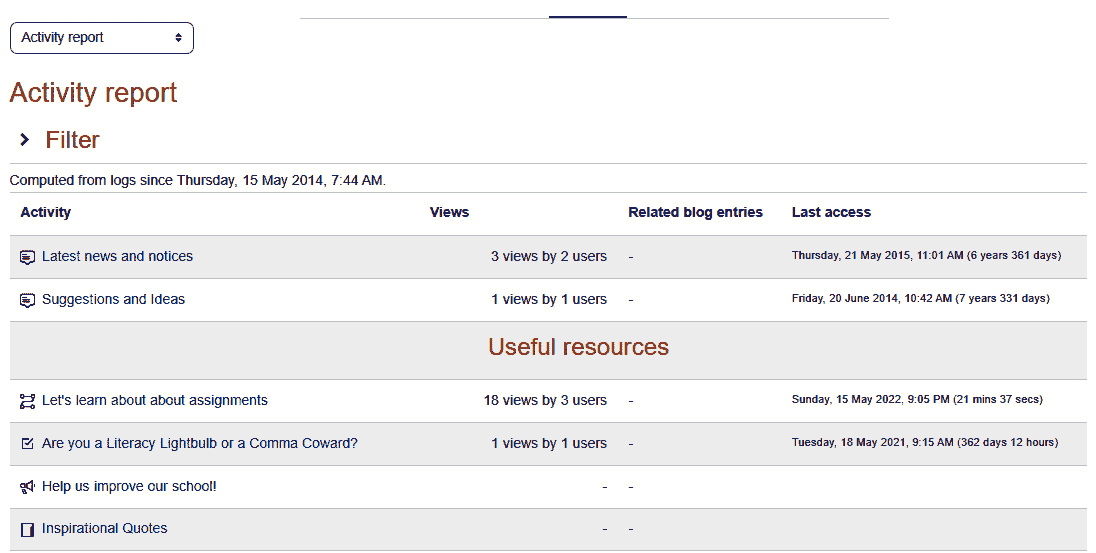 Activity report
Activity report
Filter
Computed from logs since Thursday, 15 May 2014, 7:44 AM.
Activity Views Related blog entries Last access
Latest news and notices 3 views by 2 users - Thursday, 21 May 2015, 11:01 AM (6 years 361 days)
Suggestions and Ideas 1 views by 1 users - Friday, 20 June 2014, 10:42 AM (7 years 331 days)
Useful resources
Let's learn about about assignments 18 views by 3 users - Sunday, 15 May 2022, 9:05 PM (21 mins 37 secs)
Are you a Literacy Lightbulb or a Comma Coward? 1 views by 1 users - Tuesday, 18 May 2021, 9:15 AM (362 days 12 hours)
Help us improve our school! - -
Inspirational Quotes - -